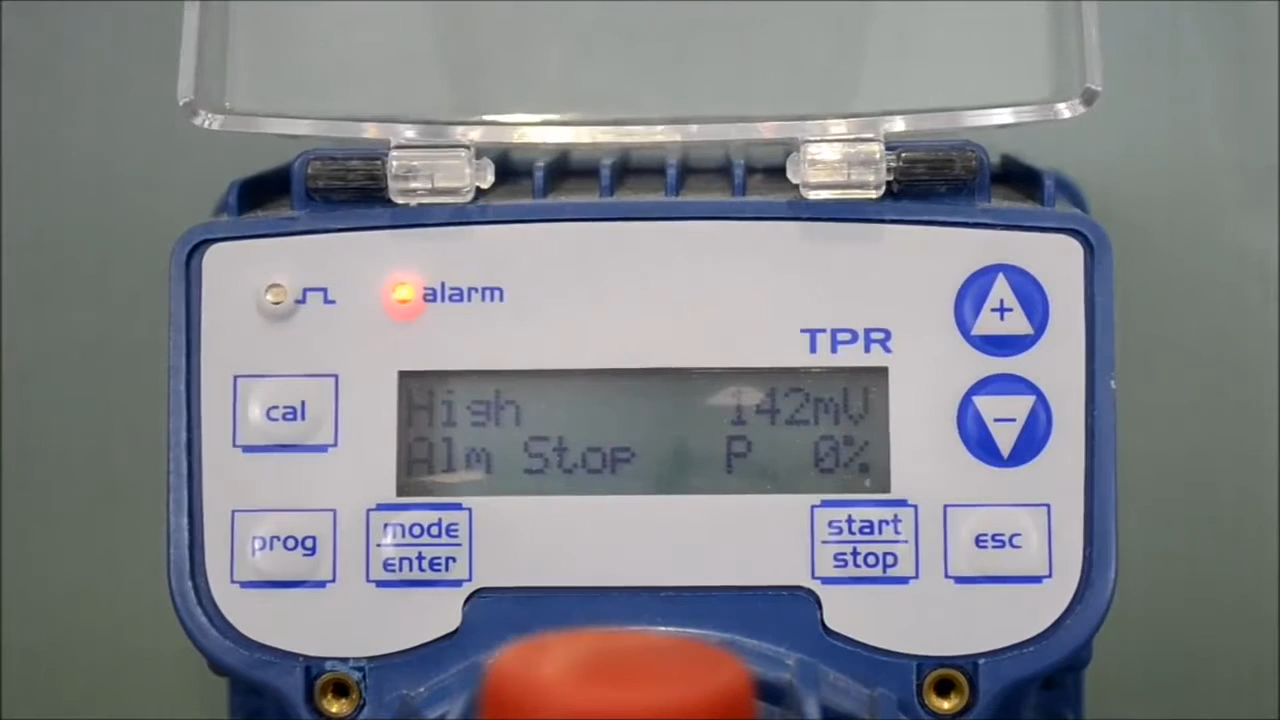 alarm
TPR
+
cal
High 142mV
Alm Stop P 0%
−
prog
mode
enter
start
stop
esc